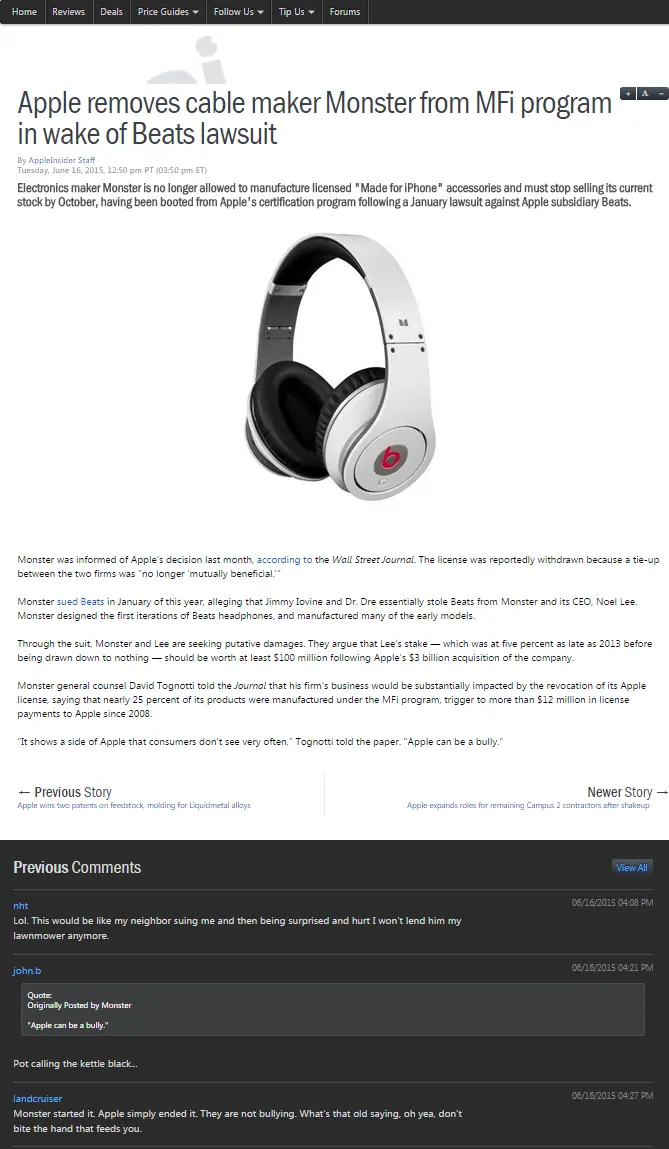 Home Reviews Deals Price Guides Follow Us Tip Us Forums
Apple removes cable maker Monster from MFi program
+ A −
in wake of Beats lawsuit
By AppleInsider Staff
Tuesday, June 16, 2015, 12:50 pm PT (03:50 pm ET)
Electronics maker Monster is no longer allowed to manufacture licensed "Made for iPhone" accessories and must stop selling its current
stock by October, having been booted from Apple's certification program following a January lawsuit against Apple subsidiary Beats.
b
Monster was informed of Apple's decision last month, according to the Wall Street Journal. The license was reportedly withdrawn because a tie-up
between the two firms was "no longer 'mutually beneficial.'"
Monster sued Beats in January of this year, alleging that Jimmy Iovine and Dr. Dre essentially stole Beats from Monster and its CEO, Noel Lee.
Monster designed the first iterations of Beats headphones, and manufactured many of the early models.
Through the suit, Monster and Lee are seeking putative damages. They argue that Lee's stake — which was at five percent as late as 2013 before
being drawn down to nothing — should be worth at least $100 million following Apple's $3 billion acquisition of the company.
Monster general counsel David Tognotti told the Journal that his firm's business would be substantially impacted by the revocation of its Apple
license, saying that nearly 25 percent of its products were manufactured under the MFi program, trigger to more than $12 million in license
payments to Apple since 2008.
"It shows a side of Apple that consumers don't see very often," Tognotti told the paper. "Apple can be a bully."
← Previous Story
Apple wins two patents on feedstock, molding for Liquidmetal alloys
Newer Story →
Apple expands roles for remaining Campus 2 contractors after shakeup
Previous Comments
View All
nht
06/16/2015 04:08 PM
Lol. This would be like my neighbor suing me and then being surprised and hurt I won't lend him my
lawnmower anymore.
john.b
06/16/2015 04:21 PM
Quote:
Originally Posted by Monster
"Apple can be a bully."
Pot calling the kettle black...
landcruiser
06/16/2015 04:27 PM
Monster started it. Apple simply ended it. They are not bullying. What's that old saying, oh yea, don't
bite the hand that feeds you.